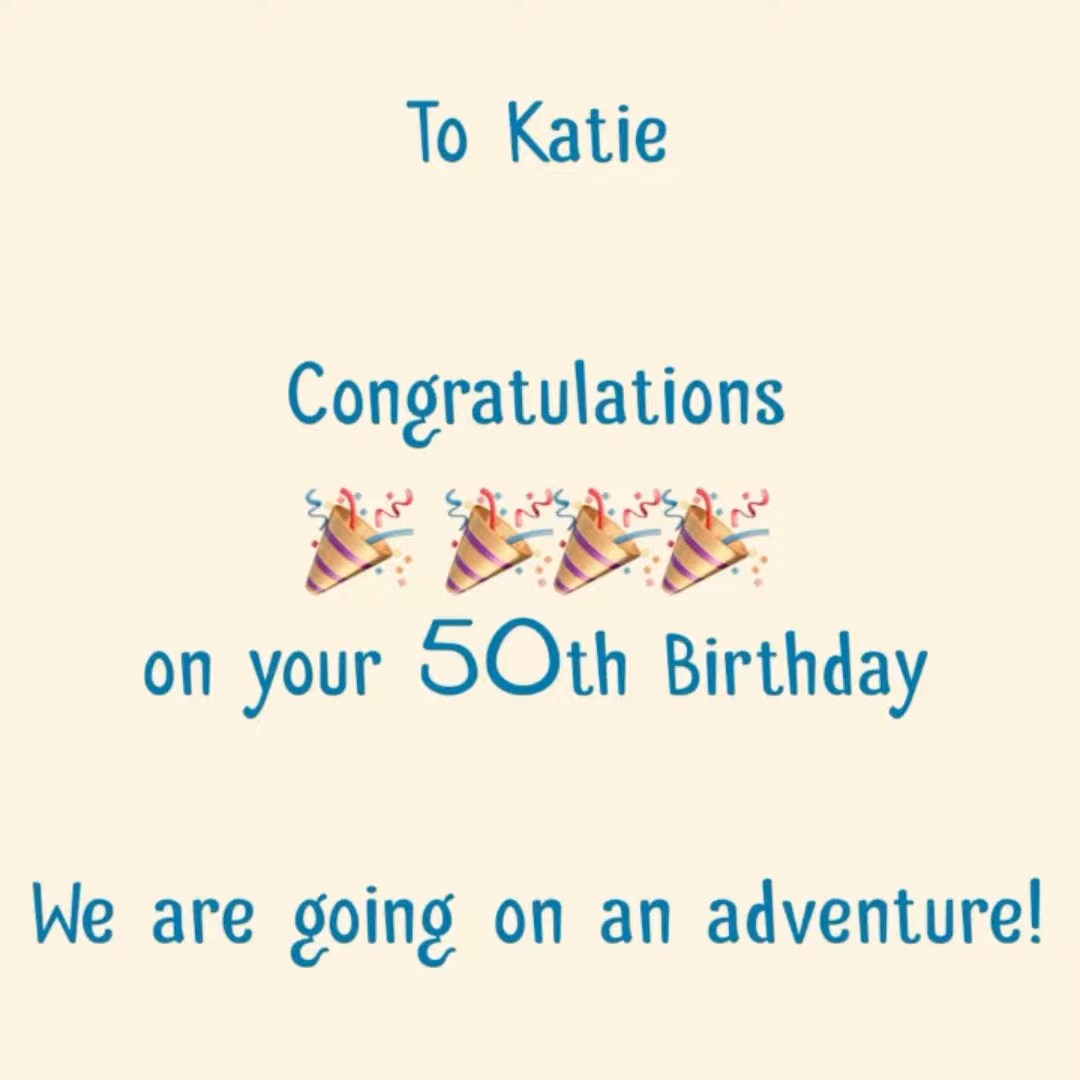 To Katie
Congratulations
🎉 🎉🎉🎉
on your 50th Birthday
We are going on an adventure!